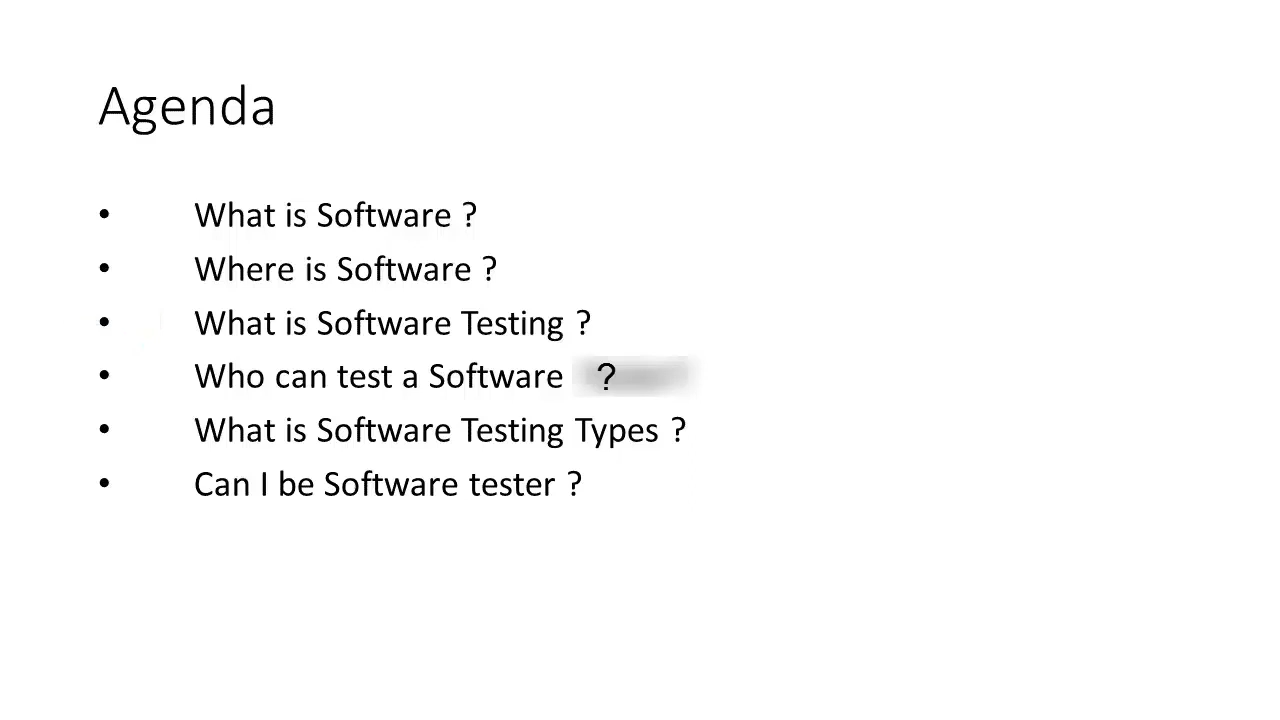 Agenda
• What is Software ?
• Where is Software ?
• What is Software Testing ?
• Who can test a Software ?
• What is Software Testing Types ?
• Can I be Software tester ?